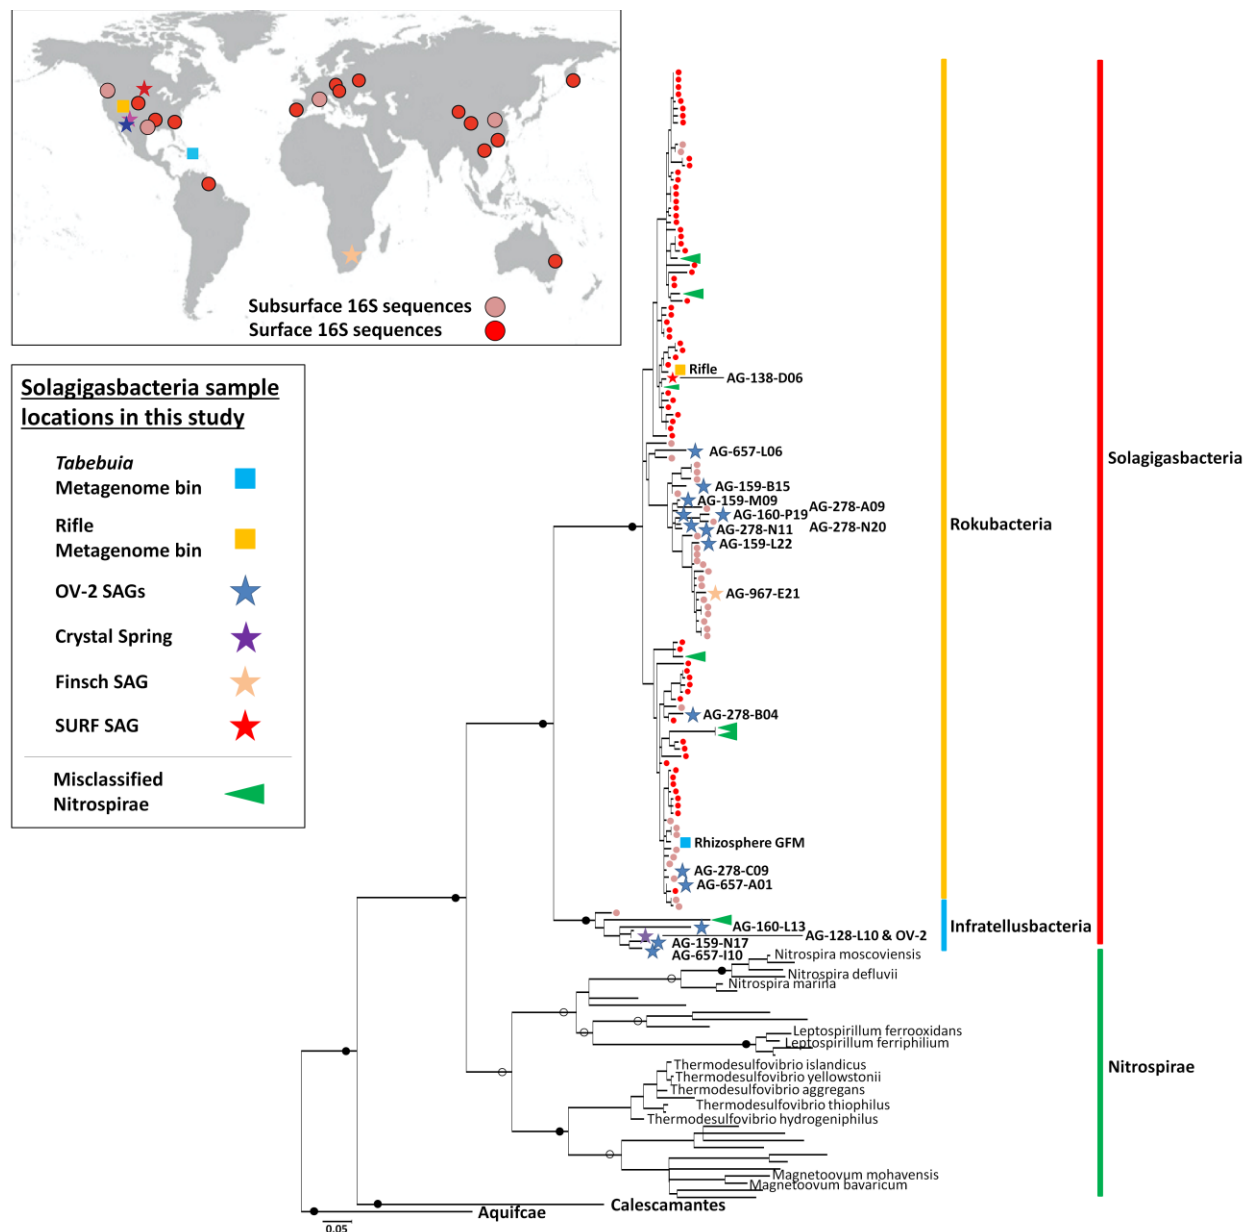 Subsurface 16S sequences
Surface 16S sequences
Solagigasbacteria sample
locations in this study
Tabebuia
Metagenome bin
Rifle
Metagenome bin
OV-2 SAGs
Crystal Spring
Finsch SAG
SURF SAG
Misclassified
Nitrospirae
Rifle
AG-138-D06
AG-657-L06
AG-159-B15
AG-159-M09
AG-278-A09
AG-160-P19
AG-278-N11
AG-278-N20
AG-159-L22
AG-967-E21
AG-278-B04
Rhizosphere GFM
AG-278-C09
AG-657-A01
AG-160-L13
AG-128-L10 & OV-2
AG-159-N17
AG-657-I10
Rokubacteria
Solagigasbacteria
Infratellusbacteria
Nitrospira moscoviensis
Nitrospira defluvii
Nitrospira marina
Leptospirillum ferrooxidans
Leptospirillum ferriphilium
Nitrospirae
Thermodesulfovibrio islandicus
Thermodesulfovibrio yellowstonii
Thermodesulfovibrio aggregans
Thermodesulfovibrio thiophilus
Thermodesulfovibrio hydrogeniphilus
Magnetoovum mohavensis
Magnetoovum bavaricum
Calescamantes
Aquifcae
0.05